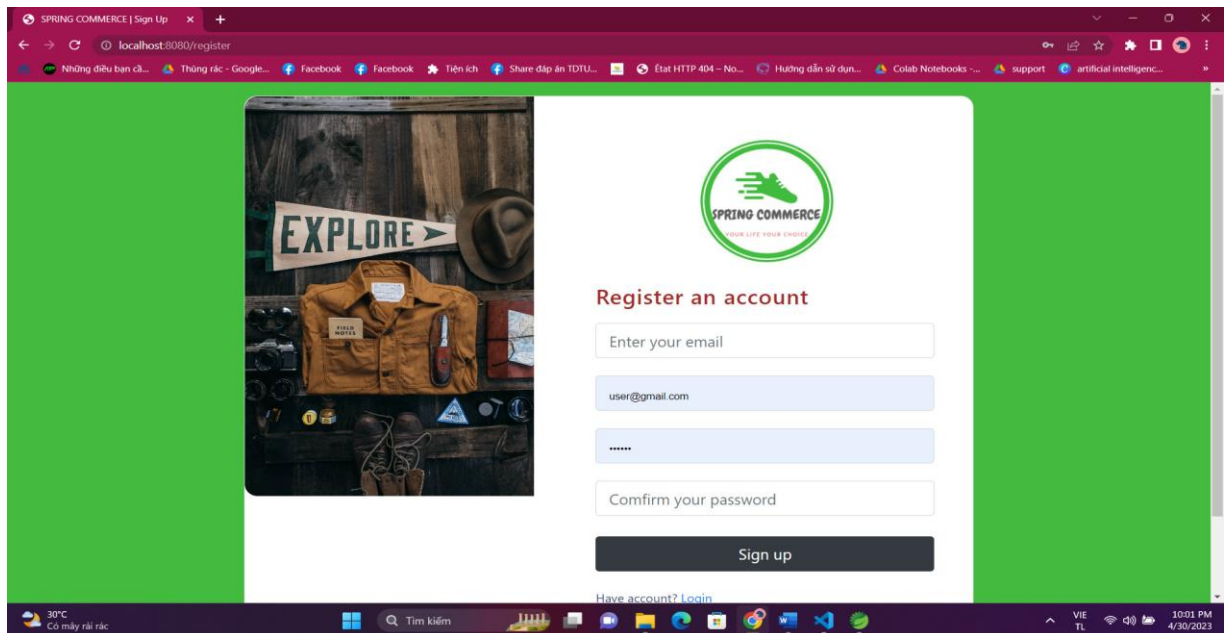 SPRING COMMERCE | Sign Up
localhost:8080/register
Những điều bạn cầ... Thùng rác - Google... Facebook Facebook Tiện ích Share đáp án TDTU... État HTTP 404 – No... Hướng dẫn sử dụn... Colab Notebooks -... support artificial intelligenc... »
EXPLORE
FIELD NOTES
SPRING COMMERCE
YOUR LIFE YOUR CHOICE
Register an account
Enter your email
user@gmail.com
••••••
Comfirm your password
Sign up
Have account? Login
30°C
Có mây rải rác
Tìm kiếm
VIE
TL
10:01 PM
4/30/2023